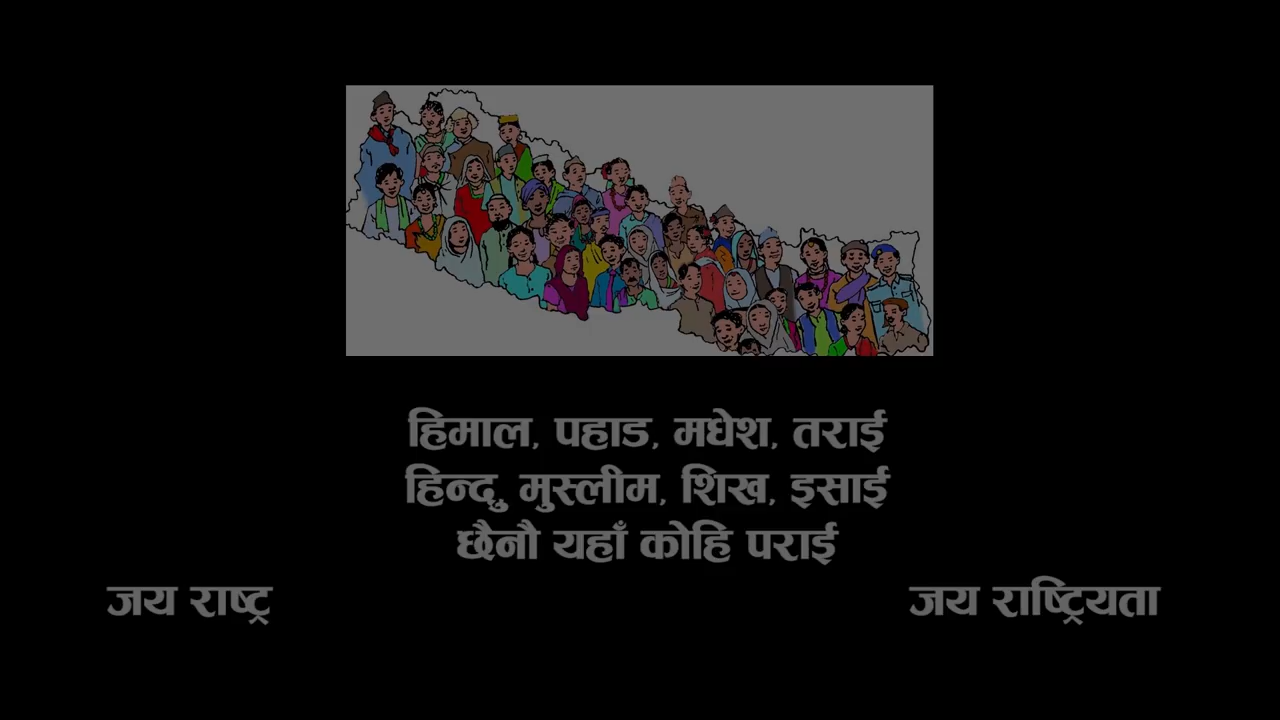 हिमाल, पहाड, मधेश, तराई
हिन्दु, मुस्लीम, शिख, इसाई
छैनौ यहाँ कोहि पराई
जय राष्ट्र
जय राष्ट्रियता